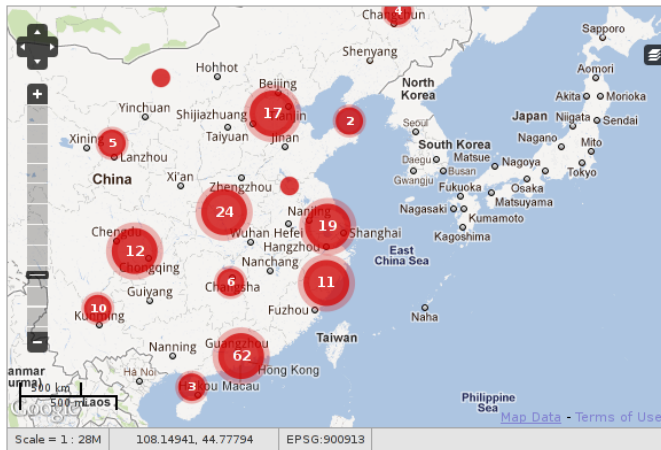 4
Changchun
Sapporo
Shenyang
Hohhot
Aomori
Beijing
North
Korea
Akita
Morioka
Yinchuan
Shijiazhuang
17
2
Seoul
Japan
Niigata
Sendai
Xining
5
Taiyuan
Jinan
South Korea
Nagano
Mito
Lanzhou
Daegu
Matsue
Nagoya
Tokyo
China
Xi'an
Zhengzhou
Gwangju
Busan
Osaka
Fukuoka
Matsuyama
24
Nanjing
Nagasaki
Kumamoto
Chengdu
Wuhan
Hefei
19
Shanghai
Kagoshima
12
Hangzhou
East
China Sea
Chongqing
Nanchang
6
11
Changsha
10
Guiyang
Fuzhou
Naha
Kunming
Taiwan
Guangzhou
Nanning
62
Hong Kong
Ha Noi
3
Macau
500 km
500 mi
Laos
Philippine
Sea
Map Data - Terms of Use
Scale = 1 : 28M
108.14941, 44.77794
EPSG:900913